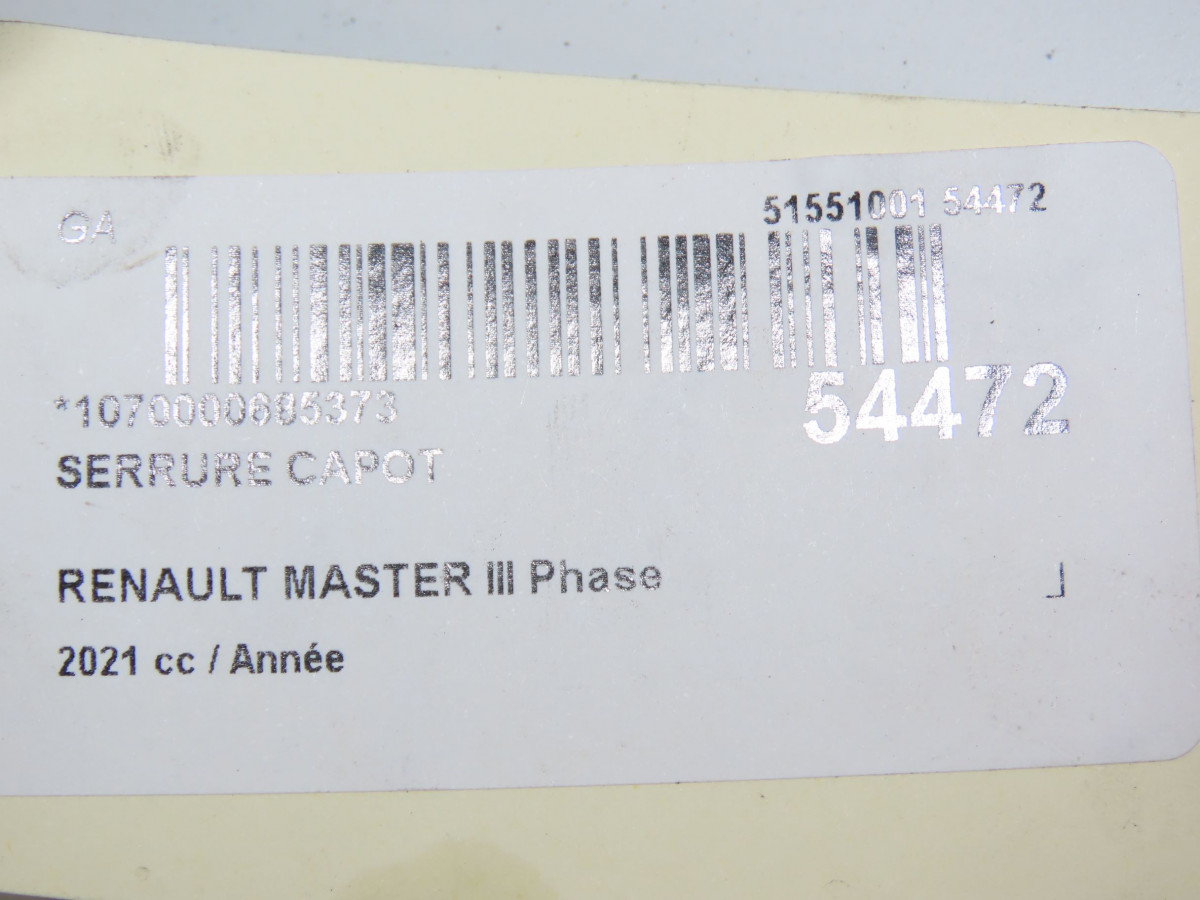 GA
51551001 54472
54472
*1070000685373
SERRURE CAPOT
RENAULT MASTER III Phase
2021 cc / Année